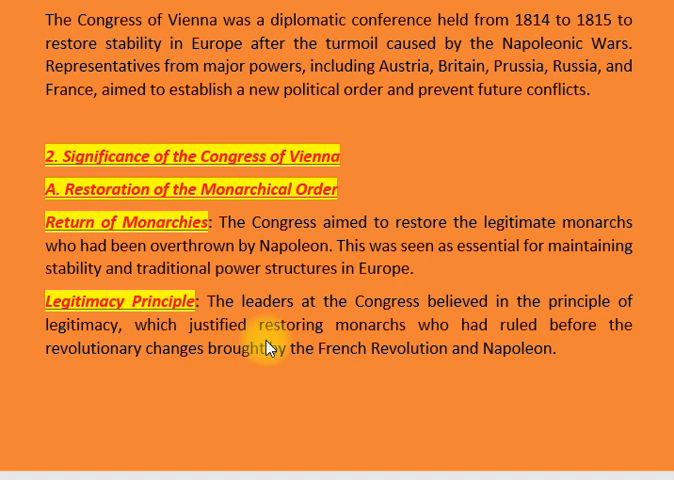 The Congress of Vienna was a diplomatic conference held from 1814 to 1815 to
restore stability in Europe after the turmoil caused by the Napoleonic Wars.
Representatives from major powers, including Austria, Britain, Prussia, Russia, and
France, aimed to establish a new political order and prevent future conflicts.
2. Significance of the Congress of Vienna
A. Restoration of the Monarchical Order
Return of Monarchies: The Congress aimed to restore the legitimate monarchs
who had been overthrown by Napoleon. This was seen as essential for maintaining
stability and traditional power structures in Europe.
Legitimacy Principle: The leaders at the Congress believed in the principle of
legitimacy, which justified restoring monarchs who had ruled before the
revolutionary changes brought by the French Revolution and Napoleon.